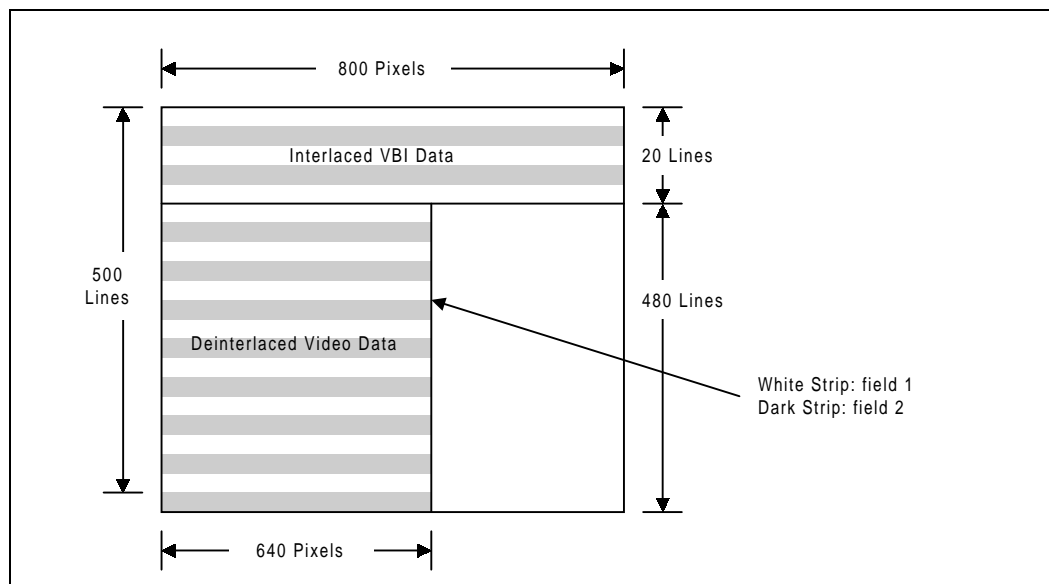 800 Pixels
Interlaced VBI Data
20 Lines
500
Lines
480 Lines
Deinterlaced Video Data
White Strip: field 1
Dark Strip: field 2
640 Pixels